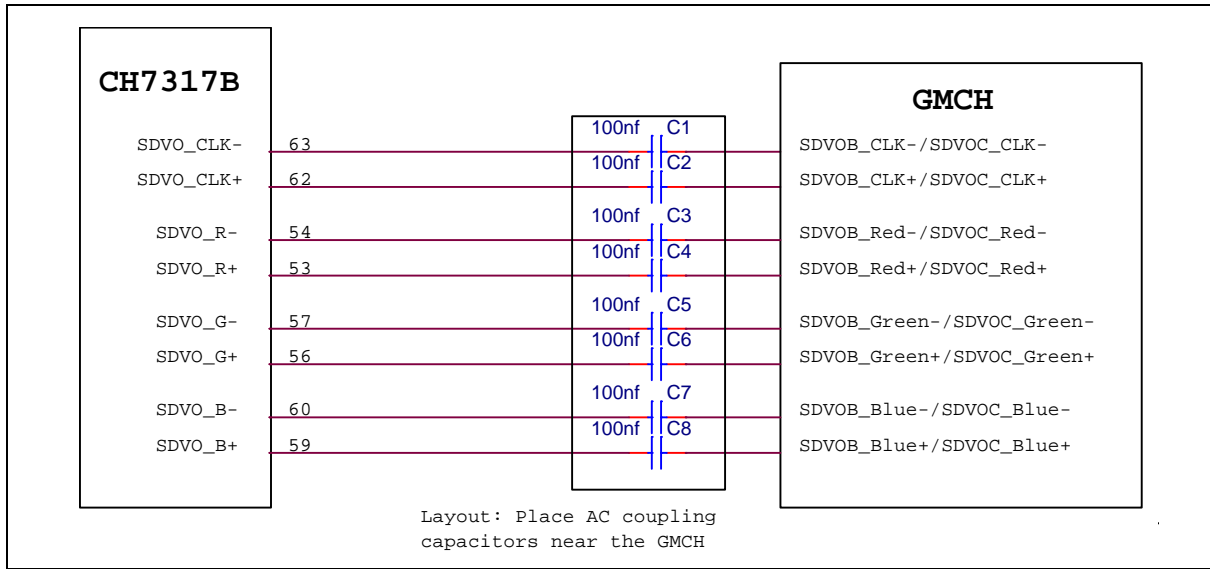 CH7317B
GMCH
100nf C1
SDVO_CLK- 63 SDVOB_CLK-/SDVOC_CLK-
100nf C2
SDVO_CLK+ 62 SDVOB_CLK+/SDVOC_CLK+
100nf C3
SDVO_R- 54 SDVOB_Red-/SDVOC_Red-
100nf C4
SDVO_R+ 53 SDVOB_Red+/SDVOC_Red+
100nf C5
SDVO_G- 57 SDVOB_Green-/SDVOC_Green-
100nf C6
SDVO_G+ 56 SDVOB_Green+/SDVOC_Green+
100nf C7
SDVO_B- 60 SDVOB_Blue-/SDVOC_Blue-
100nf C8
SDVO_B+ 59 SDVOB_Blue+/SDVOC_Blue+
Layout: Place AC coupling
capacitors near the GMCH